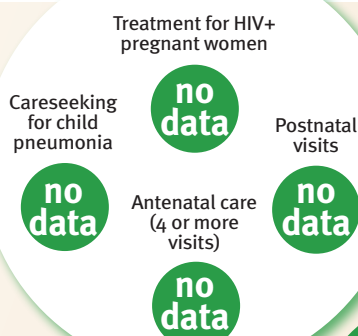 Treatment for HIV+
pregnant women
no
data
Careseeking
for child
pneumonia
no
data
Postnatal
visits
no
data
Antenatal care
(4 or more
visits)
no
data